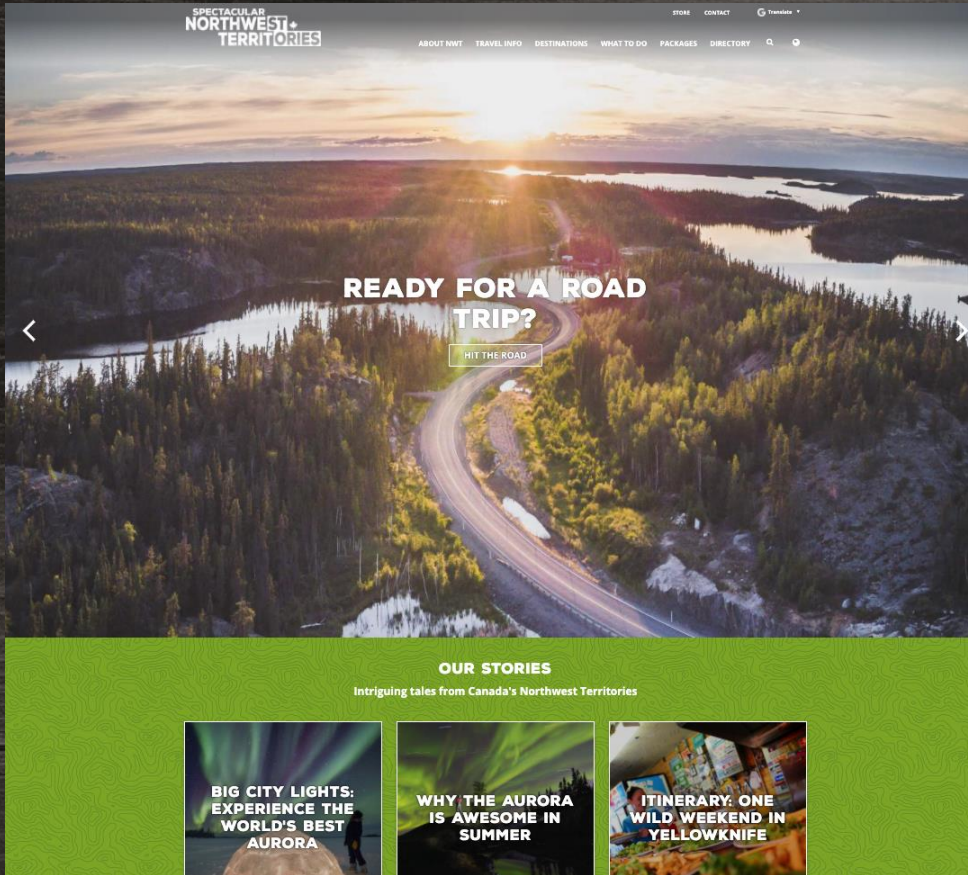 SPECTACULAR
NORTHWEST
TERRITORIES
STORE CONTACT Translate
ABOUT NWT TRAVEL INFO DESTINATIONS WHAT TO DO PACKAGES DIRECTORY
READY FOR A ROAD
TRIP?
HIT THE ROAD
OUR STORIES
Intriguing tales from Canada's Northwest Territories
BIG CITY LIGHTS:
EXPERIENCE THE
WORLD'S BEST
AURORA
WHY THE AURORA
IS AWESOME IN
SUMMER
ITINERARY: ONE
WILD WEEKEND IN
YELLOWKNIFE